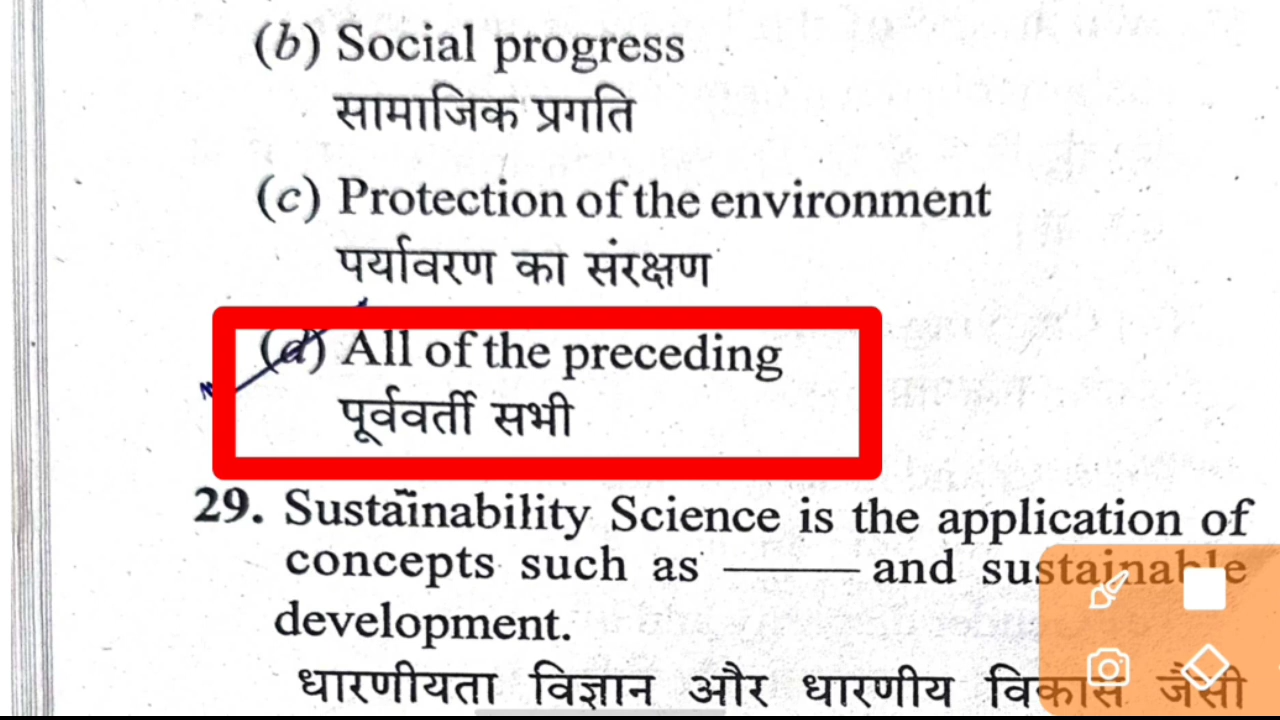 (b) Social progress
सामाजिक प्रगति
(c) Protection of the environment
पर्यावरण का संरक्षण
(d) All of the preceding
पूर्ववर्ती सभी
29. Sustainability Science is the application of
concepts such as ——— and sustainable
development.
धारणीयता विज्ञान और धारणीय विकास जैसी